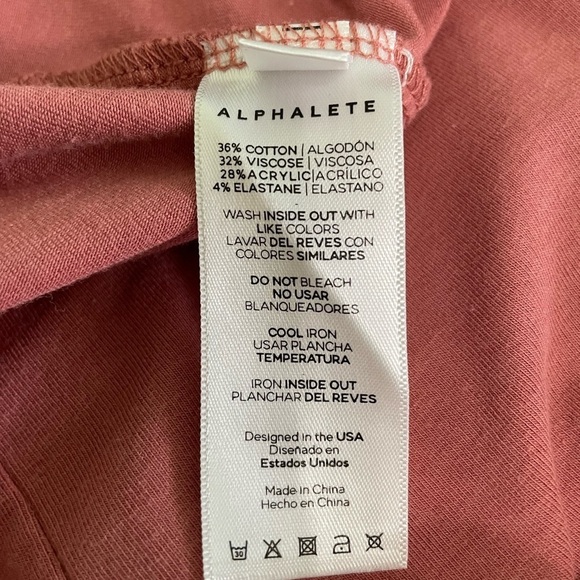 ALPHALETE
36% COTTON | ALGODÓN
32% VISCOSE | VISCOSA
28% ACRYLIC | ACRÍLICO
4% ELASTANE | ELASTANO
WASH INSIDE OUT WITH
LIKE COLORS
LAVAR DEL REVES CON
COLORES SIMILARES
DO NOT BLEACH
NO USAR
BLANQUEADORES
COOL IRON
USAR PLANCHA
TEMPERATURA
IRON INSIDE OUT
PLANCHAR DEL REVES
Designed in the USA
Diseñado en
Estados Unidos
Made in China
Hecho en China
30